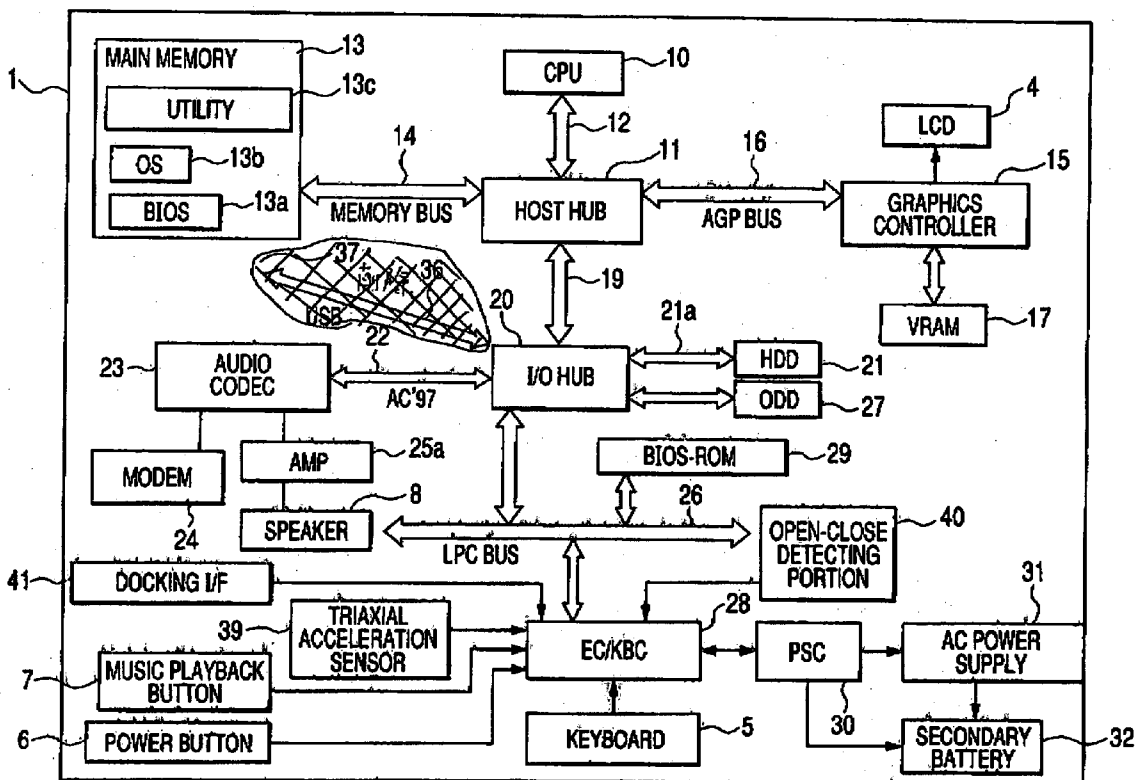 MAIN MEMORY
13
13c
UTILITY
OS
13b
BIOS
13a
1
CPU
10
12
14
MEMORY BUS
11
HOST HUB
16
AGP BUS
4
LCD
15
GRAPHICS
CONTROLLER
VRAM
17
19
37
36
USB
20
I/O HUB
21a
HDD
21
ODD
27
22
AC'97
23
AUDIO
CODEC
MODEM
24
AMP
25a
8
SPEAKER
BIOS-ROM
29
26
LPC BUS
40
OPEN-CLOSE
DETECTING
PORTION
41
DOCKING I/F
39
TRIAXIAL
ACCELERATION
SENSOR
28
EC/KBC
PSC
30
31
AC POWER
SUPPLY
7
MUSIC PLAYBACK
BUTTON
6
POWER BUTTON
KEYBOARD
5
SECONDARY
BATTERY
32